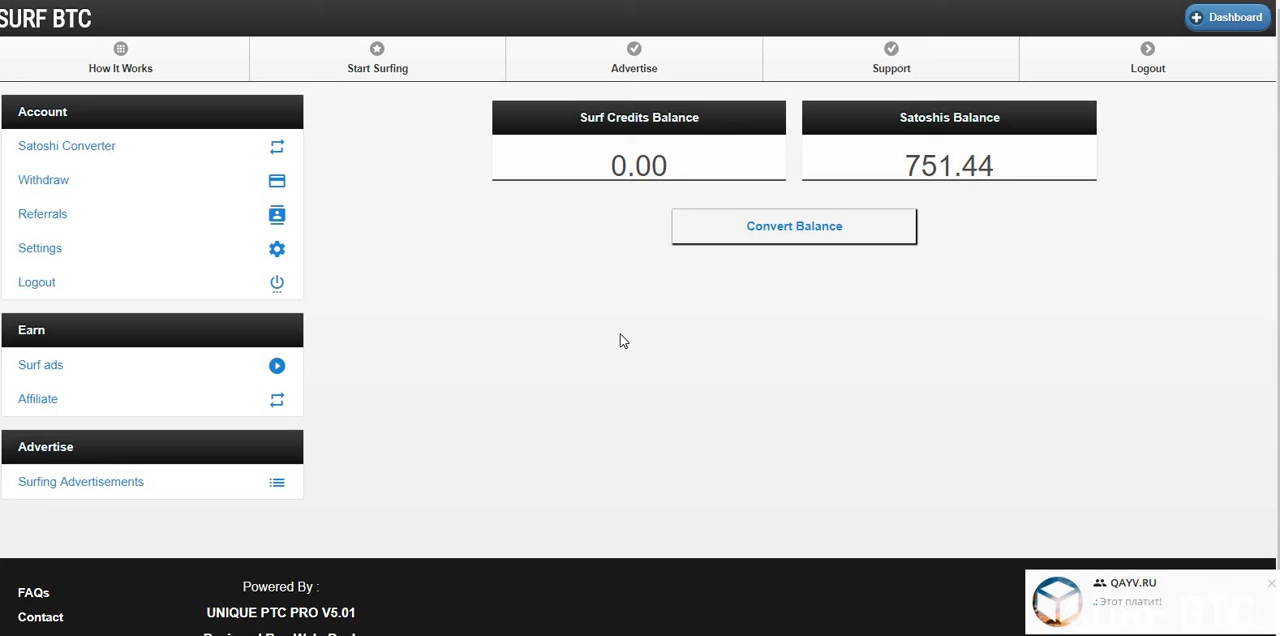 SURF BTC
Dashboard
How It Works
Start Surfing
Advertise
Support
Logout
Account
Satoshi Converter
Withdraw
Referrals
Settings
Logout
Earn
Surf ads
Affiliate
Advertise
Surfing Advertisements
Surf Credits Balance
0.00
Satoshis Balance
751.44
Convert Balance
FAQs
Contact
Powered By :
UNIQUE PTC PRO V5.01
QAYV.RU
.:Этот платит!
SURF BTC